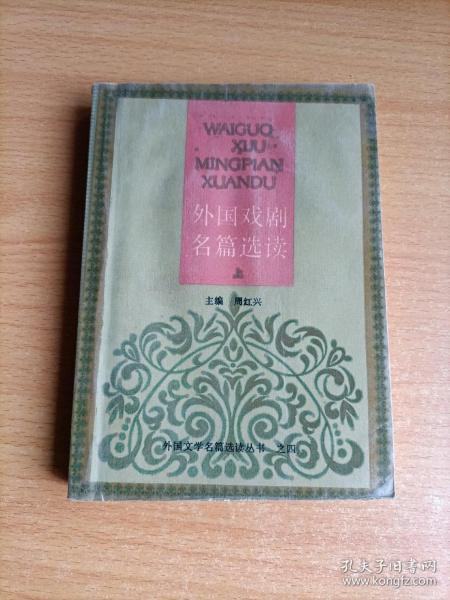 WAIGUO
XIJU
MINGPIAN
XUANDU
外国戏剧
名篇选读
上
主编 周红兴
外国文学名篇选读丛书 之四
孔夫子旧书网
www.kongfz.com